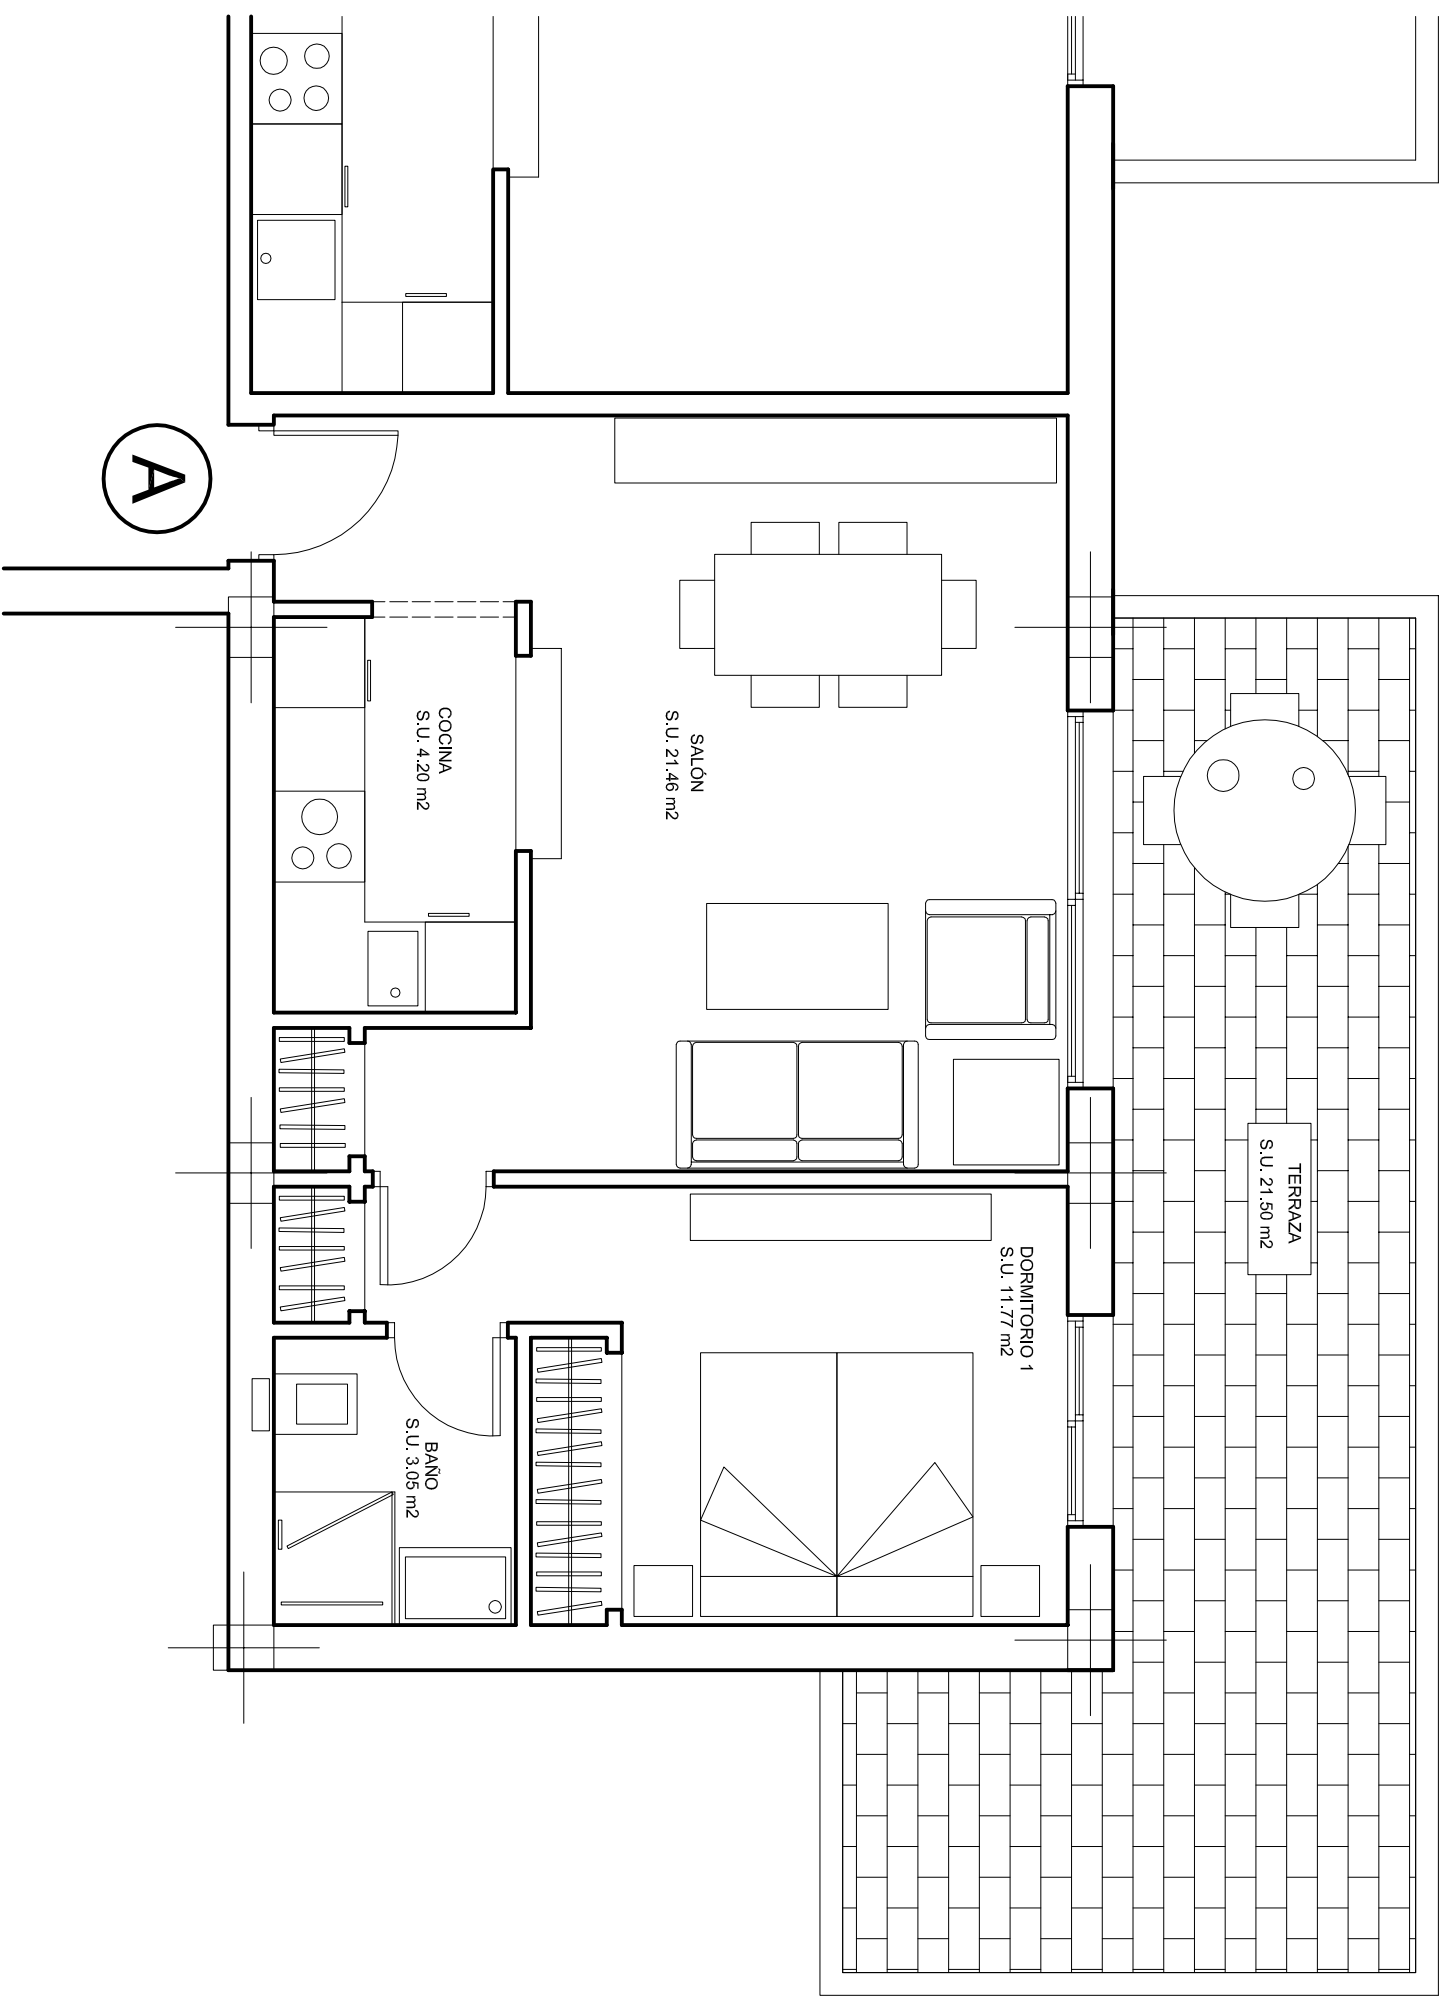 A
COCINA
S.U. 4.20 m2
SALÓN
S.U. 21.46 m2
TERRAZA
S.U. 21.50 m2
DORMITORIO 1
S.U. 11.77 m2
BAÑO
S.U. 3.05 m2